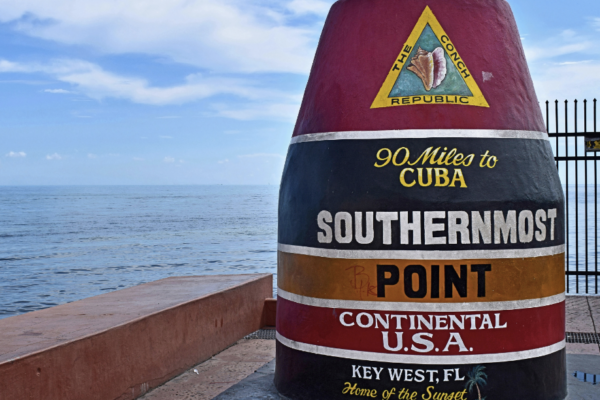 THE CONCH
REPUBLIC
90 Miles to
CUBA
SOUTHERNMOST
POINT
CONTINENTAL
U.S.A.
KEY WEST, FL
Home of the Sunset